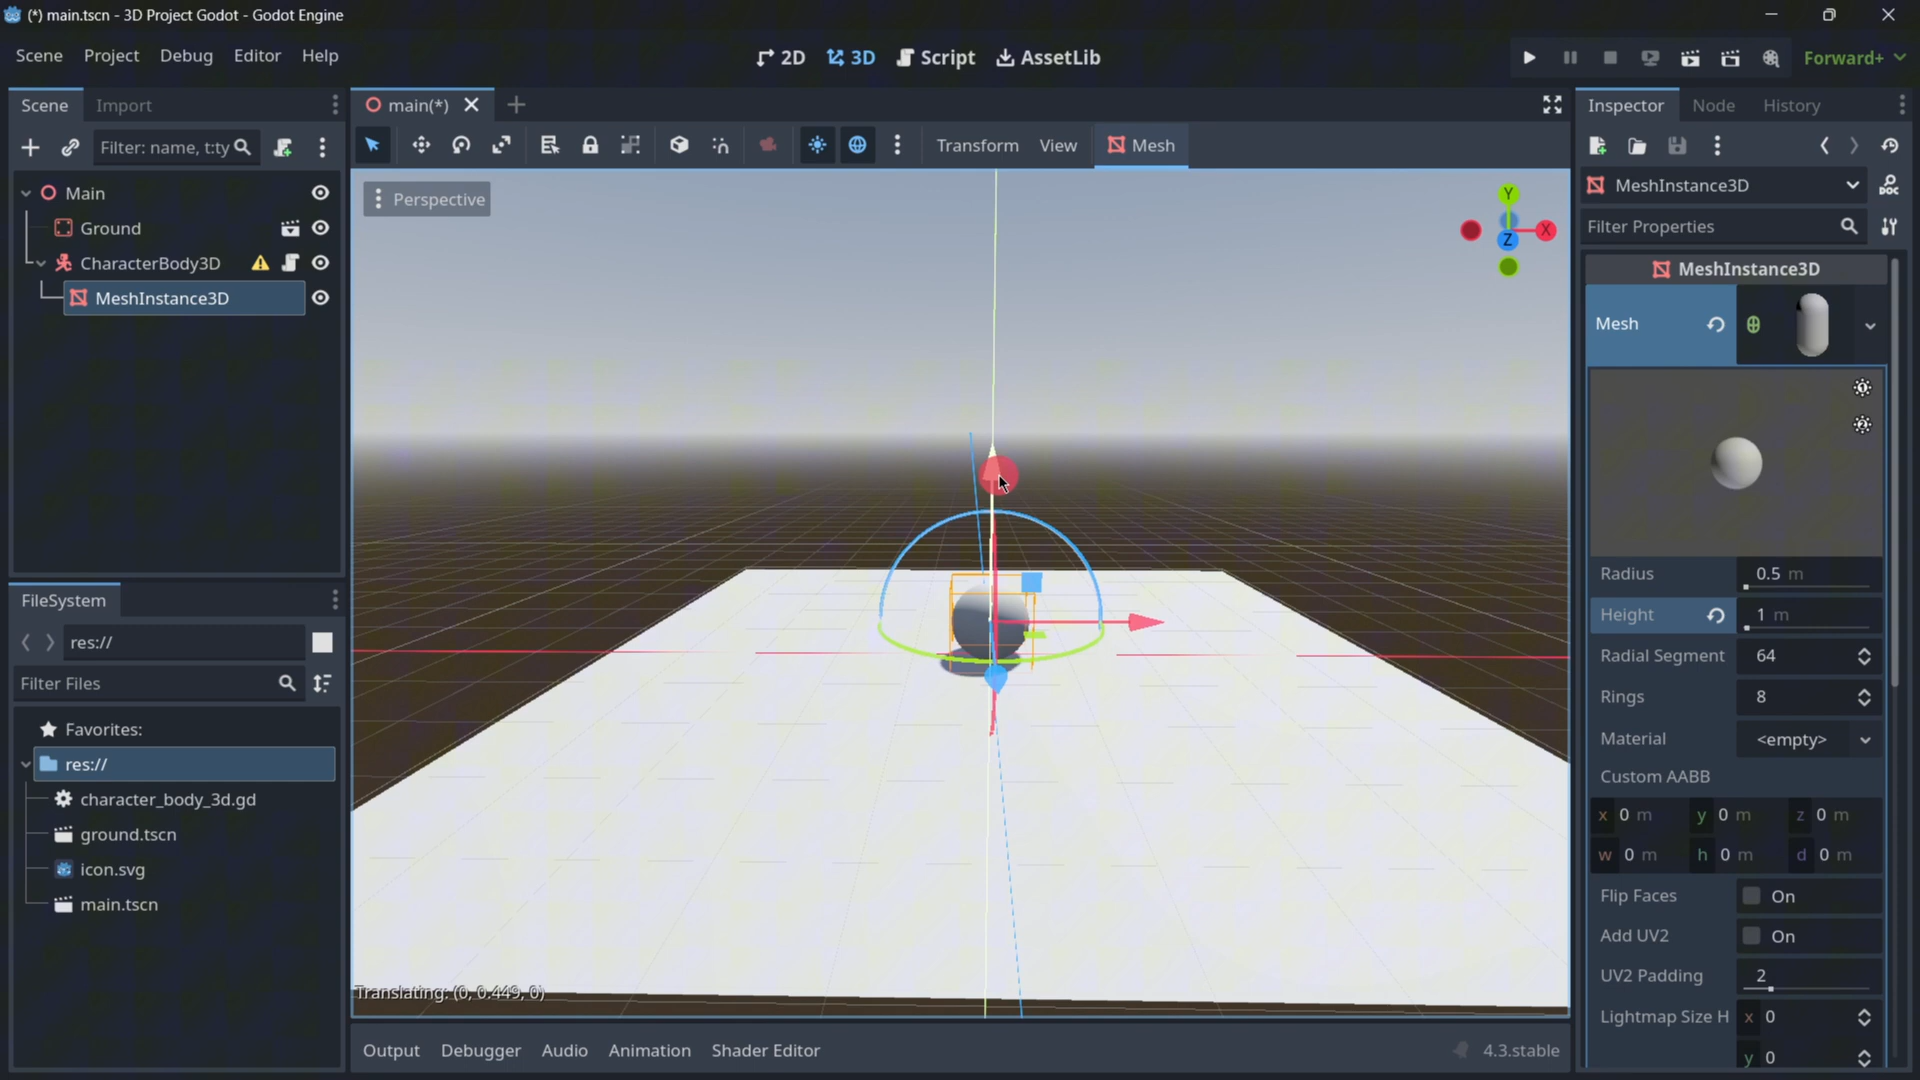 (*) main.tscn - 3D Project Godot - Godot Engine
Scene Project Debug Editor Help
2D 3D Script AssetLib
Forward+
Scene Import
Filter: name, t:ty
Main
Ground
CharacterBody3D
MeshInstance3D
FileSystem
res://
Filter Files
Favorites:
res://
character_body_3d.gd
ground.tscn
icon.svg
main.tscn
main(*)
Transform View Mesh
Perspective
Y
X
Z
Translating: (0, 0.449, 0)
Output Debugger Audio Animation Shader Editor
4.3.stable
Inspector Node History
MeshInstance3D
DOC
Filter Properties
MeshInstance3D
Mesh
1
2
Radius 0.5 m
Height 1 m
Radial Segment 64
Rings 8
Material <empty>
Custom AABB
x 0 m y 0 m z 0 m
w 0 m h 0 m d 0 m
Flip Faces On
Add UV2 On
UV2 Padding 2
Lightmap Size H x 0
y 0